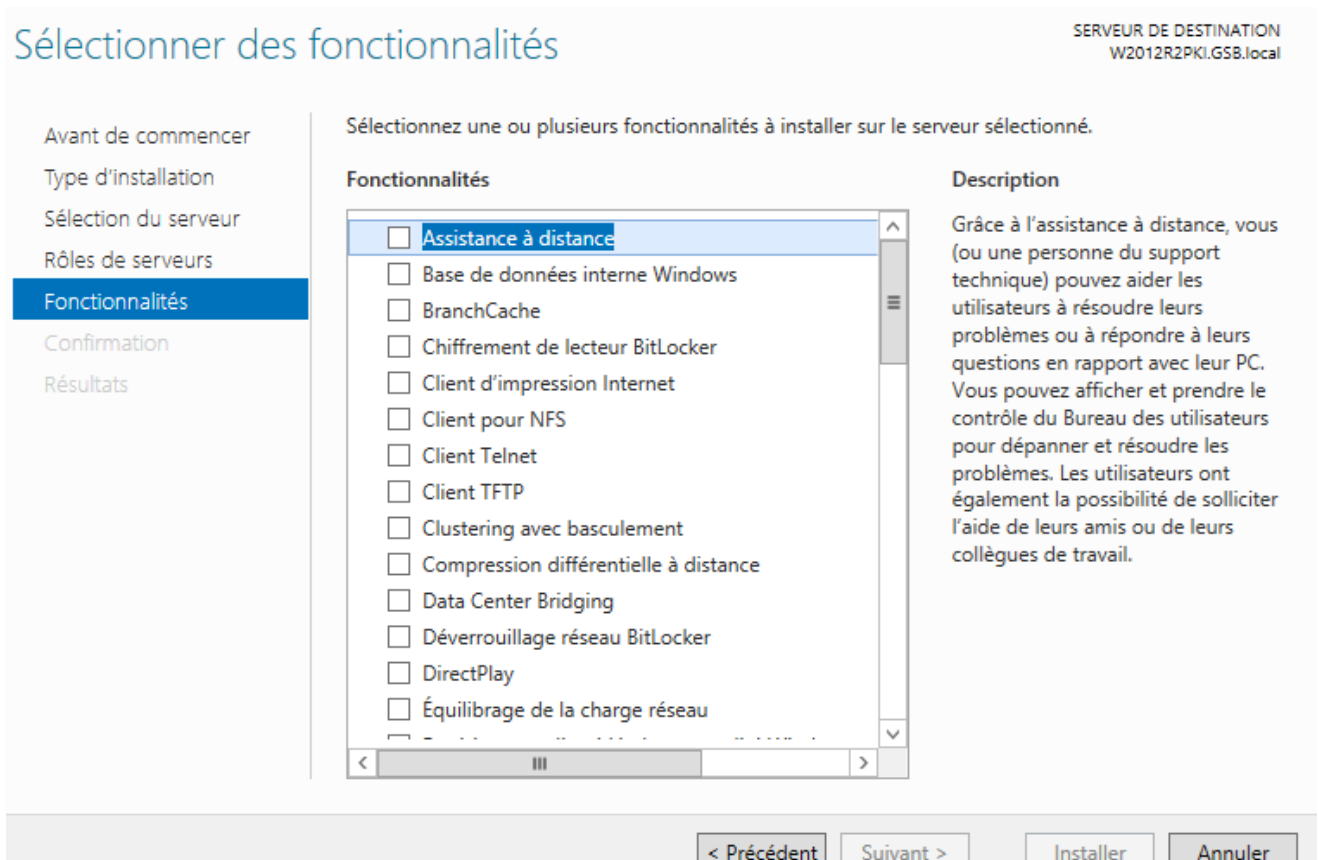 Sélectionner des fonctionnalités
SERVEUR DE DESTINATION
W2012R2PKI.GSB.local
Avant de commencer
Type d'installation
Sélection du serveur
Rôles de serveurs
Fonctionnalités
Confirmation
Résultats
Sélectionnez une ou plusieurs fonctionnalités à installer sur le serveur sélectionné.
Fonctionnalités
Assistance à distance
Base de données interne Windows
BranchCache
Chiffrement de lecteur BitLocker
Client d'impression Internet
Client pour NFS
Client Telnet
Client TFTP
Clustering avec basculement
Compression différentielle à distance
Data Center Bridging
Déverrouillage réseau BitLocker
DirectPlay
Équilibrage de la charge réseau
Description
Grâce à l'assistance à distance, vous
(ou une personne du support
technique) pouvez aider les
utilisateurs à résoudre leurs
problèmes ou à répondre à leurs
questions en rapport avec leur PC.
Vous pouvez afficher et prendre le
contrôle du Bureau des utilisateurs
pour dépanner et résoudre les
problèmes. Les utilisateurs ont
également la possibilité de solliciter
l'aide de leurs amis ou de leurs
collègues de travail.
< Précédent
Suivant >
Installer
Annuler